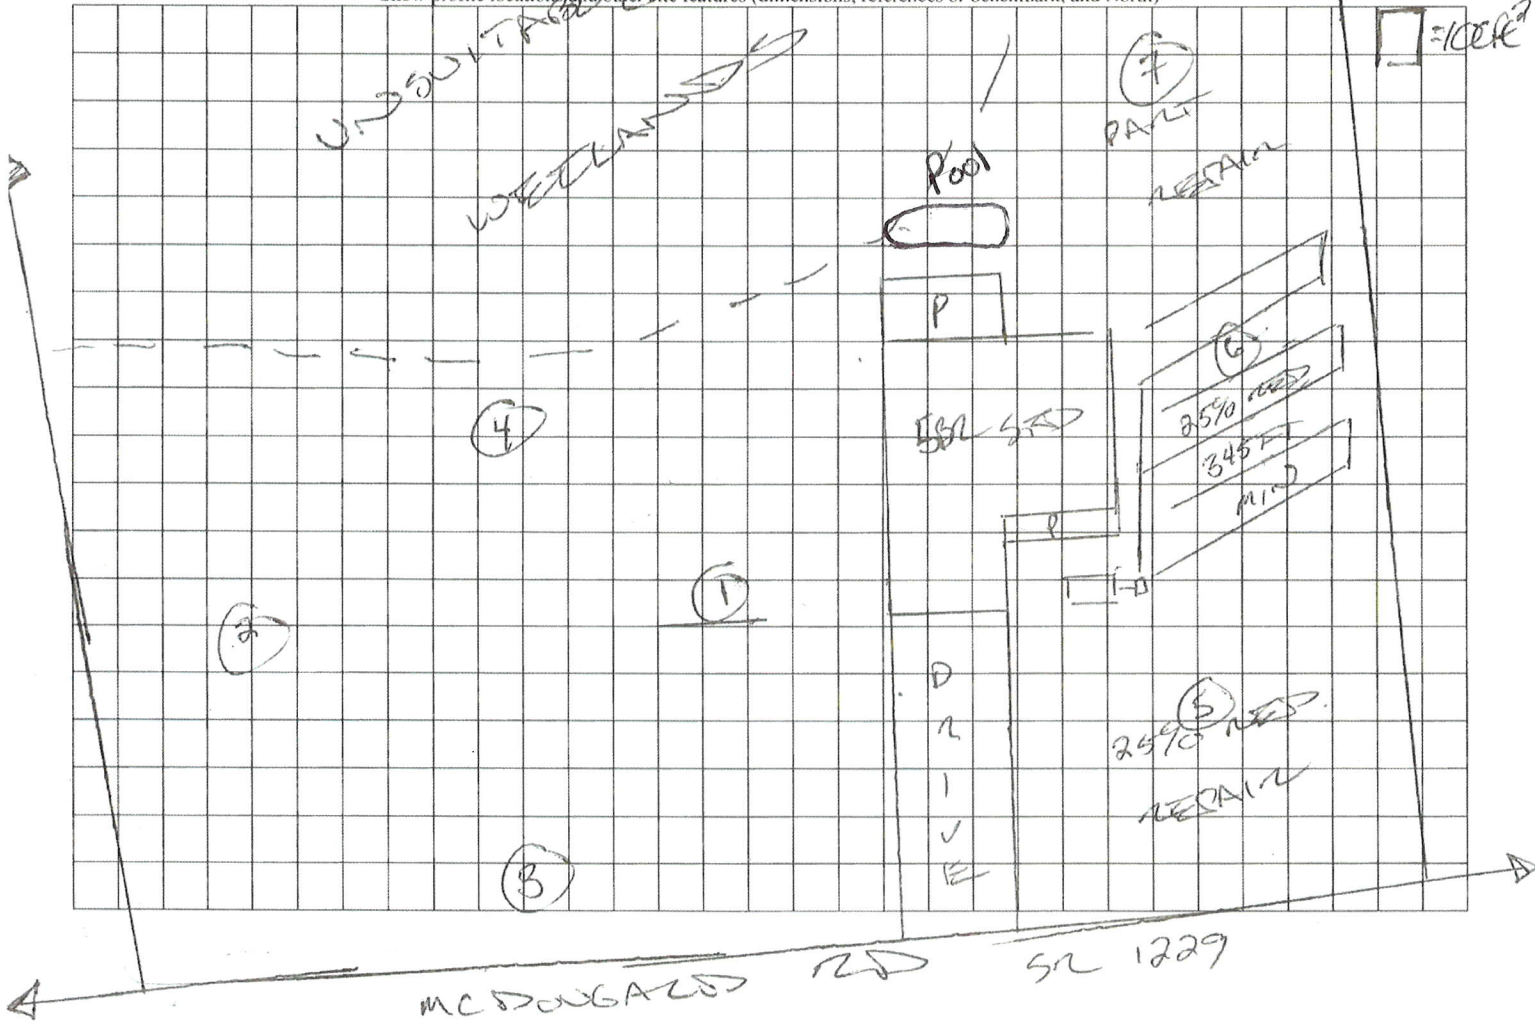 UNSUITABLE
WETLANDS
7
PART
REPAIR
Pool
P
6
25% RED
345 FT
MIN
4
5BR SFD
P
1
2
DRIVE
5
25% RED.
REPAIR
3
MCDOUGALD RD SR 1229